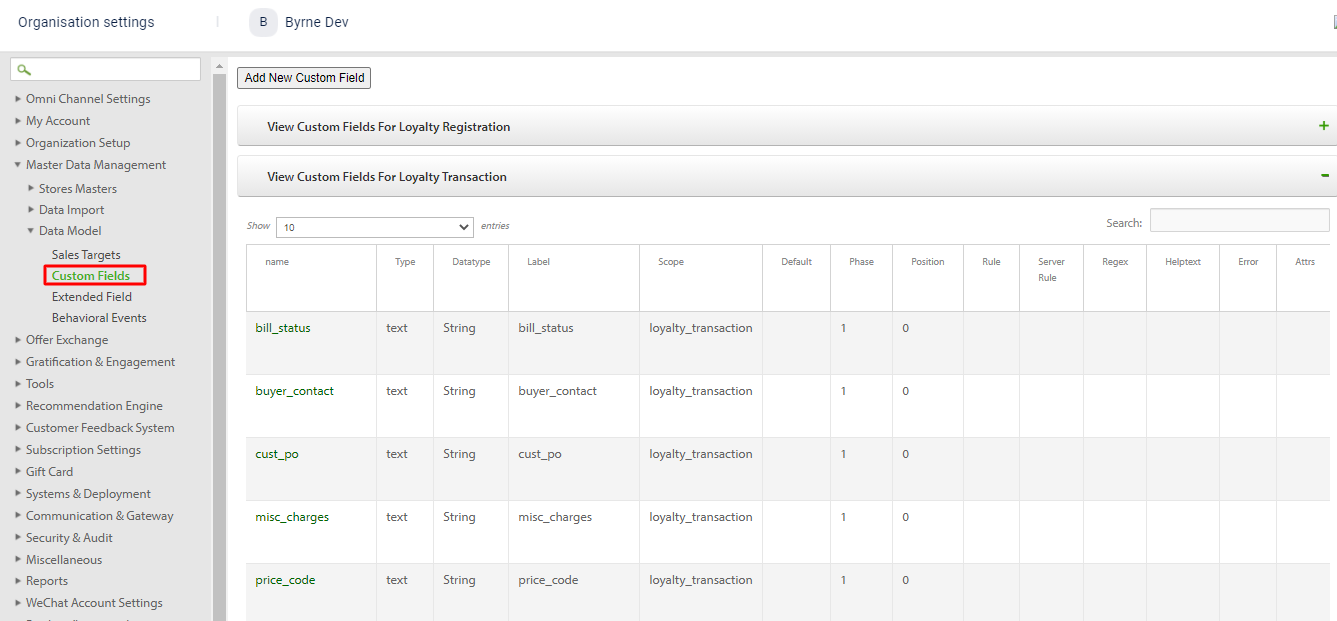 Organisation settings
B
Byrne Dev
Omni Channel Settings
My Account
Organization Setup
Master Data Management
Stores Masters
Data Import
Data Model
Sales Targets
Custom Fields
Extended Field
Behavioral Events
Offer Exchange
Gratification & Engagement
Tools
Recommendation Engine
Customer Feedback System
Subscription Settings
Gift Card
Systems & Deployment
Communication & Gateway
Security & Audit
Miscellaneous
Reports
WeChat Account Settings
Add New Custom Field
View Custom Fields For Loyalty Registration +
View Custom Fields For Loyalty Transaction -
Show 10 entries
Search:
name Type Datatype Label Scope Default Phase Position Rule Server Rule Regex Helptext Error Attrs
bill_status text String bill_status loyalty_transaction 1 0
buyer_contact text String buyer_contact loyalty_transaction 1 0
cust_po text String cust_po loyalty_transaction 1 0
misc_charges text String misc_charges loyalty_transaction 1 0
price_code text String price_code loyalty_transaction 1 0